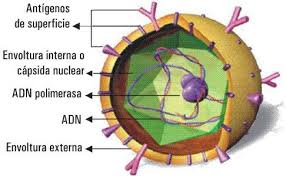 Antígenos
de superficie
Envoltura interna o
cápsida nuclear
ADN polimerasa
ADN
Envoltura externa